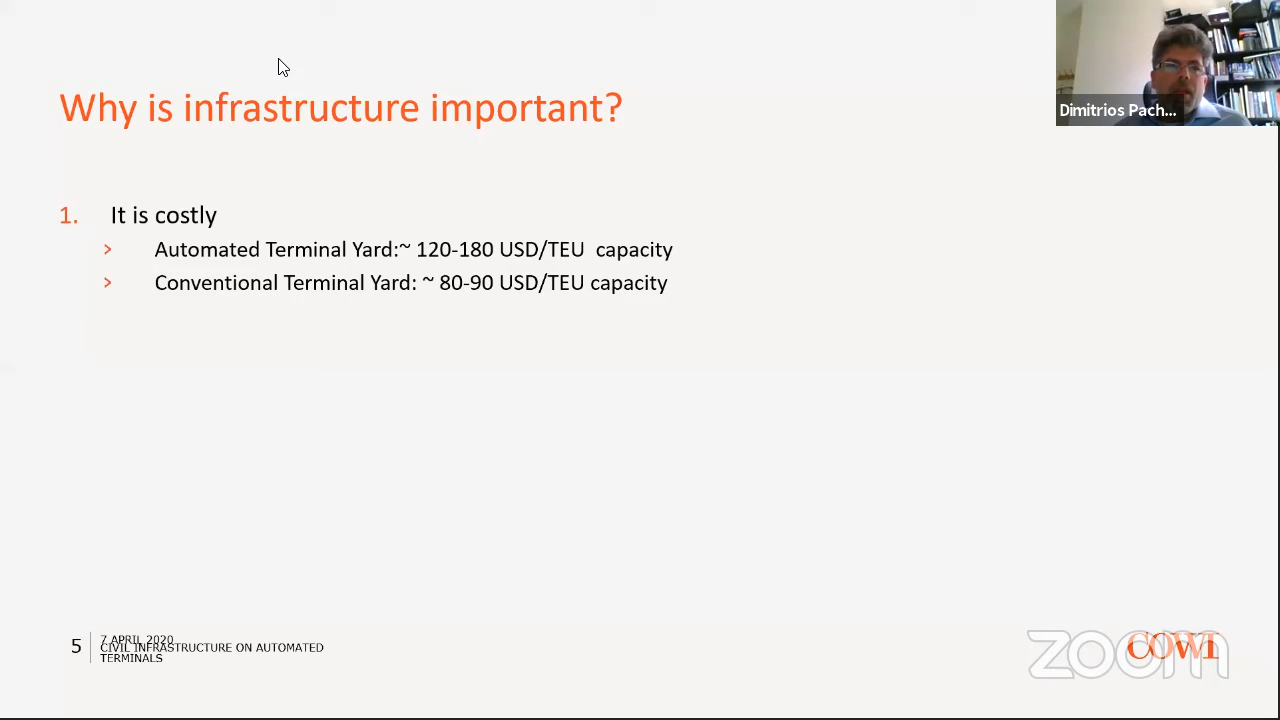 Why is infrastructure important?
Dimitrios Pach...
1. It is costly
> Automated Terminal Yard:~ 120-180 USD/TEU capacity
> Conventional Terminal Yard: ~ 80-90 USD/TEU capacity
5
7 APRIL 2020
CIVIL INFRASTRUCTURE ON AUTOMATED
TERMINALS
COWI
zoom